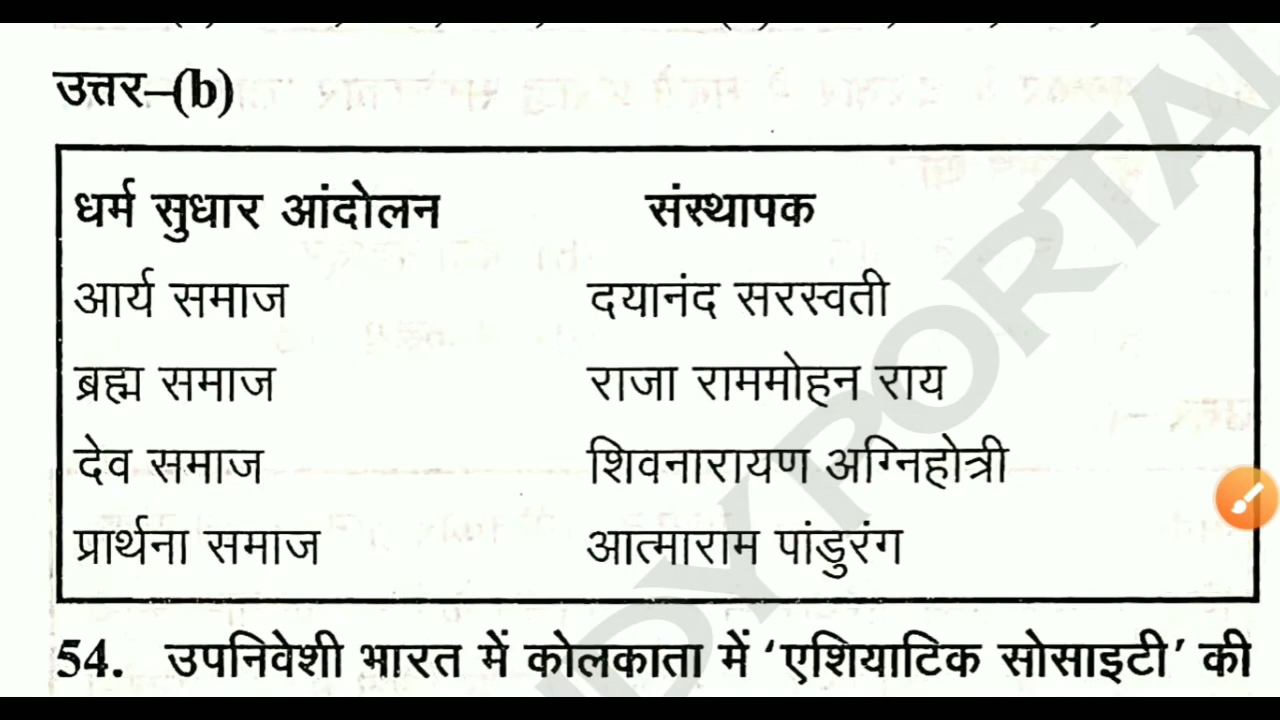 उत्तर–(b)
धर्म सुधार आंदोलन संस्थापक
आर्य समाज दयानंद सरस्वती
ब्रह्म समाज राजा राममोहन राय
देव समाज शिवनारायण अग्निहोत्री
प्रार्थना समाज आत्माराम पांडुरंग
54. उपनिवेशी भारत में कोलकाता में ‘एशियाटिक सोसाइटी’ की